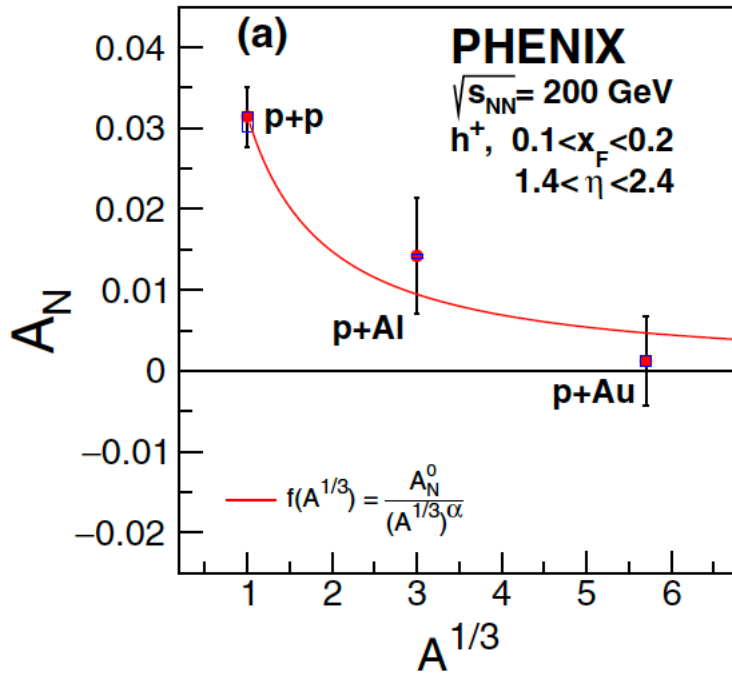 (a)
PHENIX
√s_NN = 200 GeV
h⁺, 0.1<x_F<0.2
1.4< η <2.4
0.04
0.03
0.02
0.01
0
−0.01
−0.02
A_N
p+p
p+Al
p+Au
f(A^{1/3}) = A_N^0 / (A^{1/3})^α
1 2 3 4 5 6
A^{1/3}